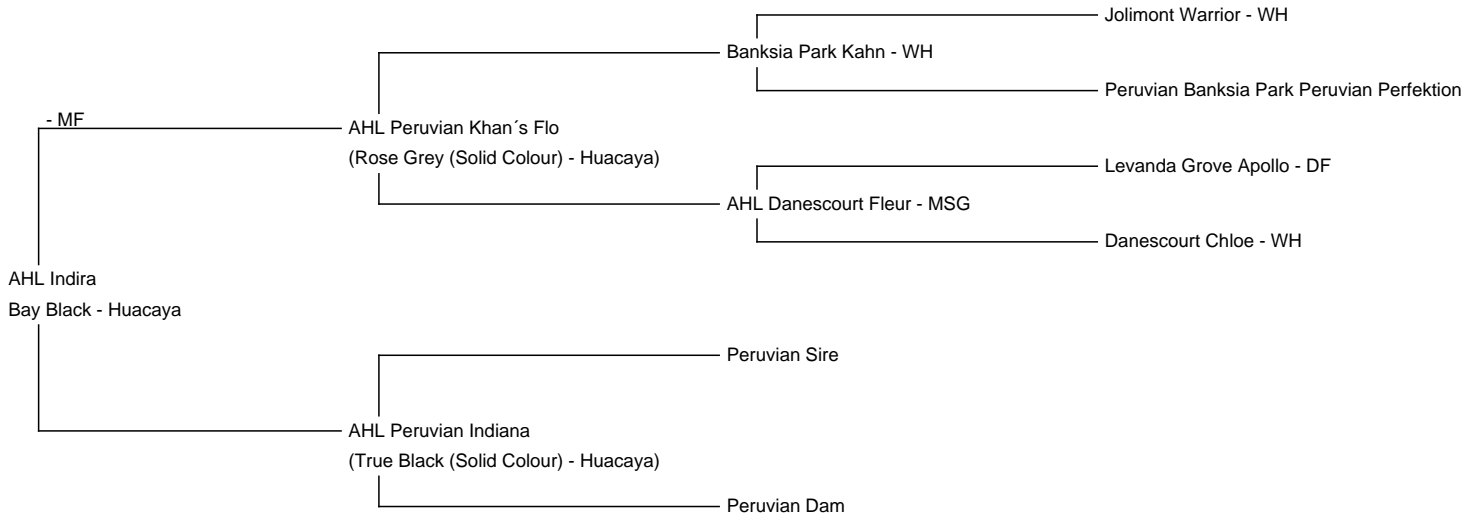 Jolimont Warrior - WH
Banksia Park Kahn - WH
Peruvian Banksia Park Peruvian Perfektion
- MF
AHL Peruvian Khan´s Flo
(Rose Grey (Solid Colour) - Huacaya)
Levanda Grove Apollo - DF
AHL Danescourt Fleur - MSG
Danescourt Chloe - WH
AHL Indira
Bay Black - Huacaya
Peruvian Sire
AHL Peruvian Indiana
(True Black (Solid Colour) - Huacaya)
Peruvian Dam